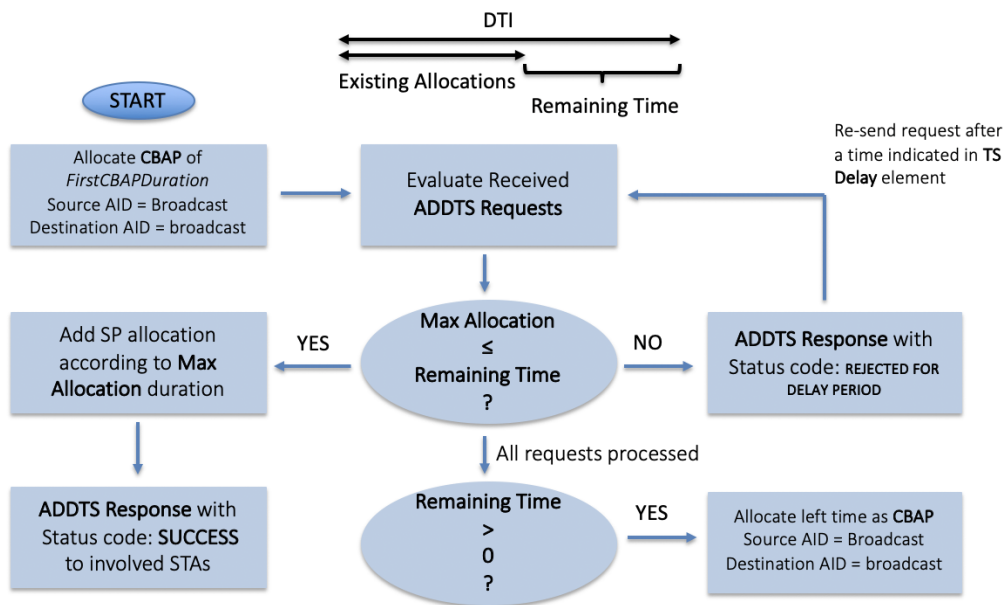 DTI
Existing Allocations
Remaining Time
START
Allocate CBAP of
FirstCBAPDuration
Source AID = Broadcast
Destination AID = broadcast
Evaluate Received
ADDTS Requests
Re-send request after
a time indicated in TS
Delay element
Add SP allocation
according to Max
Allocation duration
YES
Max Allocation
≤
Remaining Time
?
NO
ADDTS Response with
Status code: REJECTED FOR
DELAY PERIOD
All requests processed
ADDTS Response with
Status code: SUCCESS
to involved STAs
Remaining Time
>
0
?
YES
Allocate left time as CBAP
Source AID = Broadcast
Destination AID = broadcast